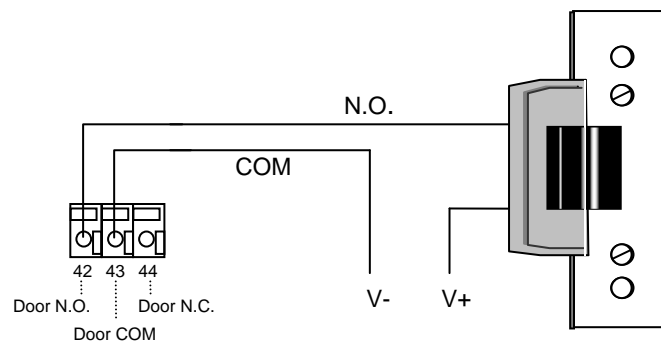 N.O.
COM
42 43 44
Door N.O. Door N.C.
Door COM
V- V+